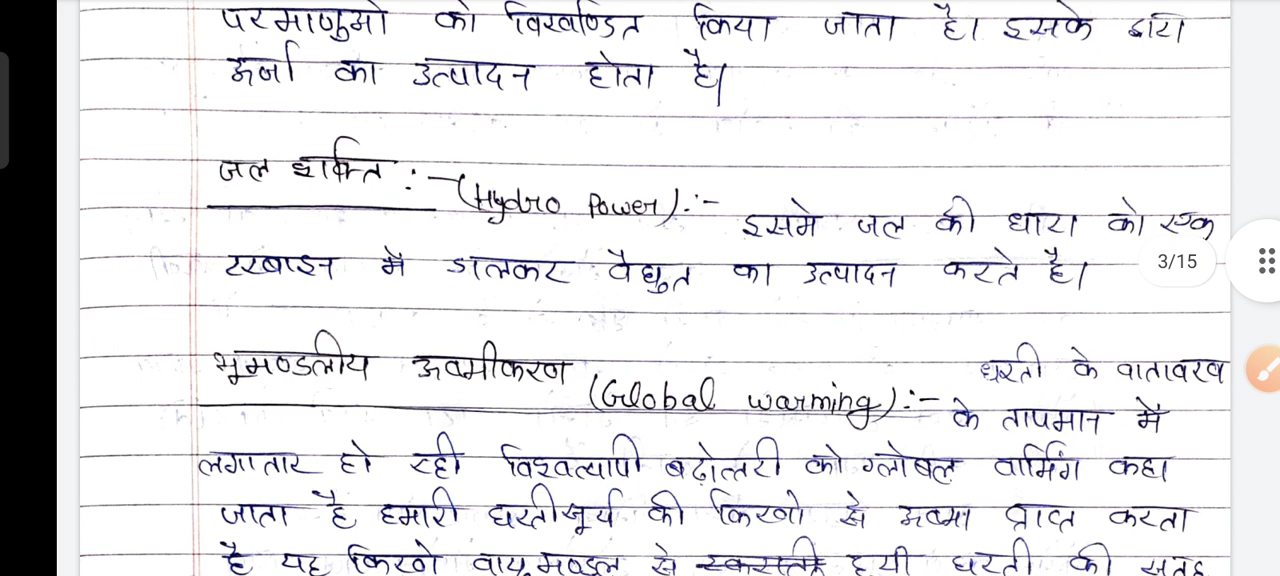 परमाणुओ को विखण्डित किया जाता है। इसके द्वारा
ऊर्जा का उत्पादन होता है।
जल शक्ति :- (Hydro Power) :- इसमे जल की धारा को एक
टरबाइन में डालकर वैधुत का उत्पादन करते है।
3/15
भूमण्डलीय ऊष्मीकरण (Global warming) :- धरती के वातावरण
के तापमान में
लगातार हो रही विश्वव्यापी बढ़ोत्तरी को ग्लोबल वार्मिंग कहा
जाता है हमारी धरती सूर्य की किरणो से ऊष्मा प्राप्त करता
है यह किरणे वायुमण्डल से हुयी धरती की सतह